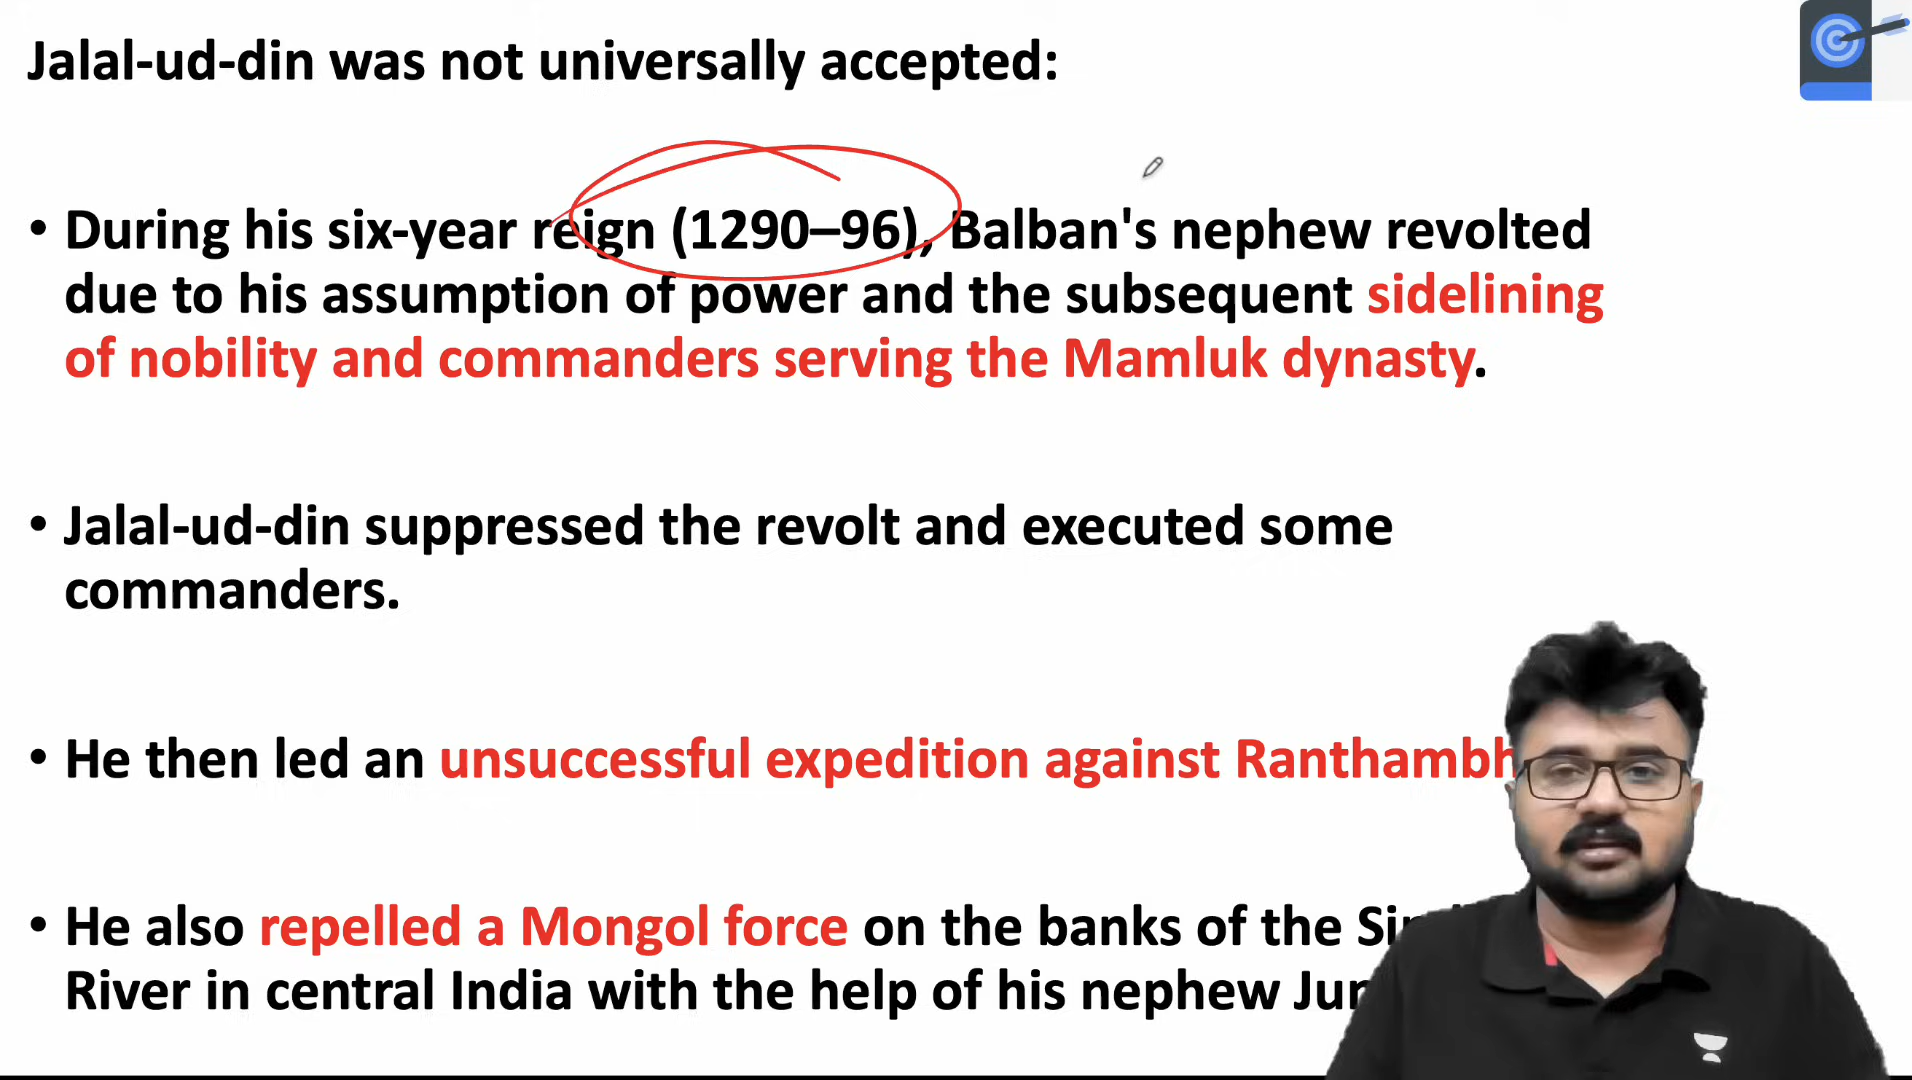 Jalal-ud-din was not universally accepted:
• During his six-year reign (1290–96), Balban's nephew revolted
due to his assumption of power and the subsequent sidelining
of nobility and commanders serving the Mamluk dynasty.
• Jalal-ud-din suppressed the revolt and executed some
commanders.
• He then led an unsuccessful expedition against
• He also repelled a Mongol force on the banks of the
River in central India with the help of his nephew